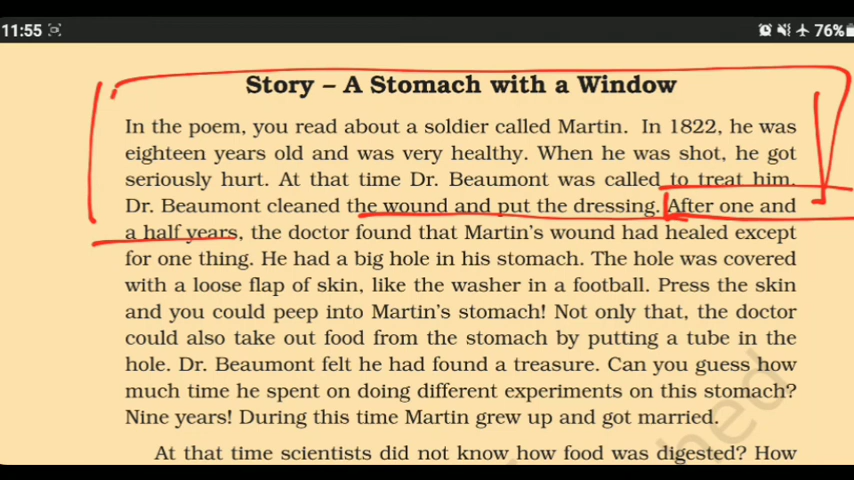 11:55
76%
Story – A Stomach with a Window
In the poem, you read about a soldier called Martin. In 1822, he was
eighteen years old and was very healthy. When he was shot, he got
seriously hurt. At that time Dr. Beaumont was called to treat him.
Dr. Beaumont cleaned the wound and put the dressing. After one and
a half years, the doctor found that Martin's wound had healed except
for one thing. He had a big hole in his stomach. The hole was covered
with a loose flap of skin, like the washer in a football. Press the skin
and you could peep into Martin's stomach! Not only that, the doctor
could also take out food from the stomach by putting a tube in the
hole. Dr. Beaumont felt he had found a treasure. Can you guess how
much time he spent on doing different experiments on this stomach?
Nine years! During this time Martin grew up and got married.
At that time scientists did not know how food was digested? How